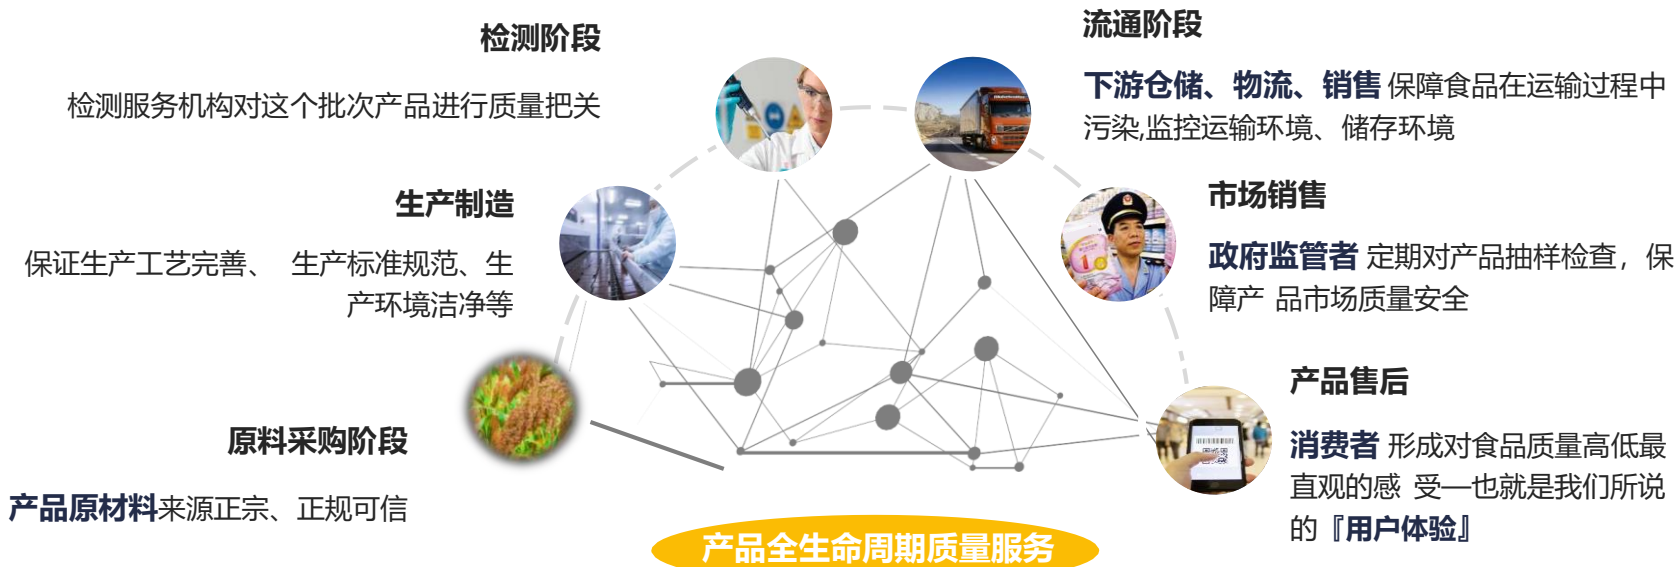 检测阶段
检测服务机构对这个批次产品进行质量把关
生产制造
保证生产工艺完善、 生产标准规范、生
产环境洁净等
原料采购阶段
产品原材料来源正宗、正规可信
流通阶段
下游仓储、物流、销售 保障食品在运输过程中
污染,监控运输环境、储存环境
市场销售
政府监管者 定期对产品抽样检查，保
障产 品市场质量安全
产品售后
消费者 形成对食品质量高低最
直观的感 受—也就是我们所说
的『用户体验』
产品全生命周期质量服务